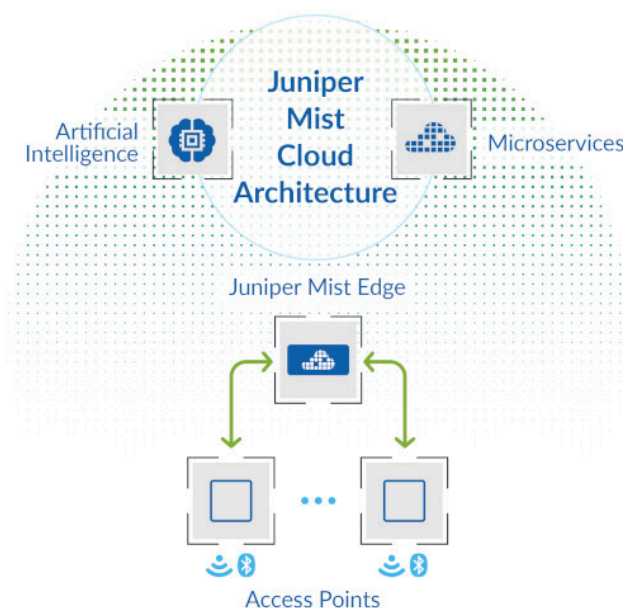 Juniper
Mist
Cloud
Architecture
Artificial
Intelligence
Microservices
Juniper Mist Edge
Access Points